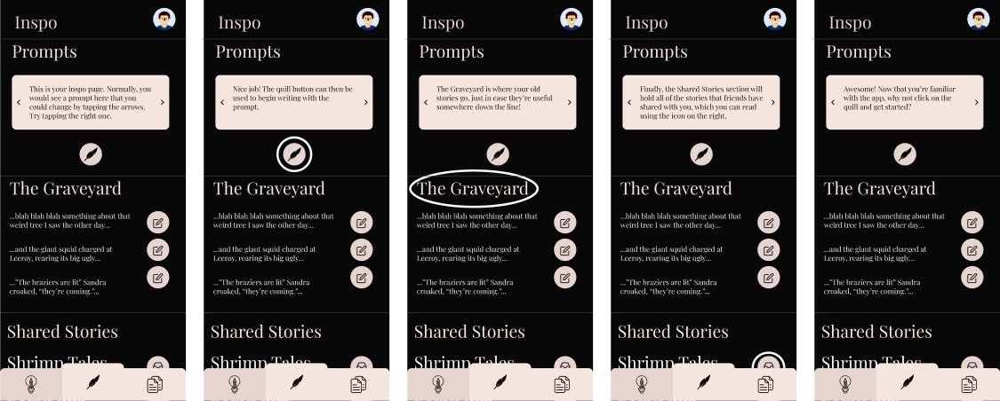 Inspo
Prompts
This is your inspo page. Normally, you
would see a prompt here that you
could change by tapping the arrows.
Try tapping the right one.
The Graveyard
...blah blah blah something about that
weird tree I saw the other day...
...and the giant squid charged at
Leeroy, rearing its big ugly...
..."The braziers are lit" Sandra
croaked, "they're coming."...
Shared Stories
Shrimp Tales
Inspo
Prompts
Nice job! The quill button can then be
used to begin writing with the
prompt.
The Graveyard
...blah blah blah something about that
weird tree I saw the other day...
...and the giant squid charged at
Leeroy, rearing its big ugly...
..."The braziers are lit" Sandra
croaked, "they're coming."...
Shared Stories
Shrimp Tales
Inspo
Prompts
The Graveyard is where your old
stories go, just in case they're useful
somewhere down the line!
The Graveyard
...blah blah blah something about that
weird tree I saw the other day...
...and the giant squid charged at
Leeroy, rearing its big ugly...
..."The braziers are lit" Sandra
croaked, "they're coming."...
Shared Stories
Shrimp Tales
Inspo
Prompts
Finally, the Shared Stories section will
hold all of the stories that friends have
shared with you, which you can read
using the icon on the right.
The Graveyard
...blah blah blah something about that
weird tree I saw the other day...
...and the giant squid charged at
Leeroy, rearing its big ugly...
..."The braziers are lit" Sandra
croaked, "they're coming."...
Shared Stories
Shrimp Tales
Inspo
Prompts
Awesome! Now that you're familiar
with the app, why not click on the
quill and get started?
The Graveyard
...blah blah blah something about that
weird tree I saw the other day...
...and the giant squid charged at
Leeroy, rearing its big ugly...
..."The braziers are lit" Sandra
croaked, "they're coming."...
Shared Stories
Shrimp Tales